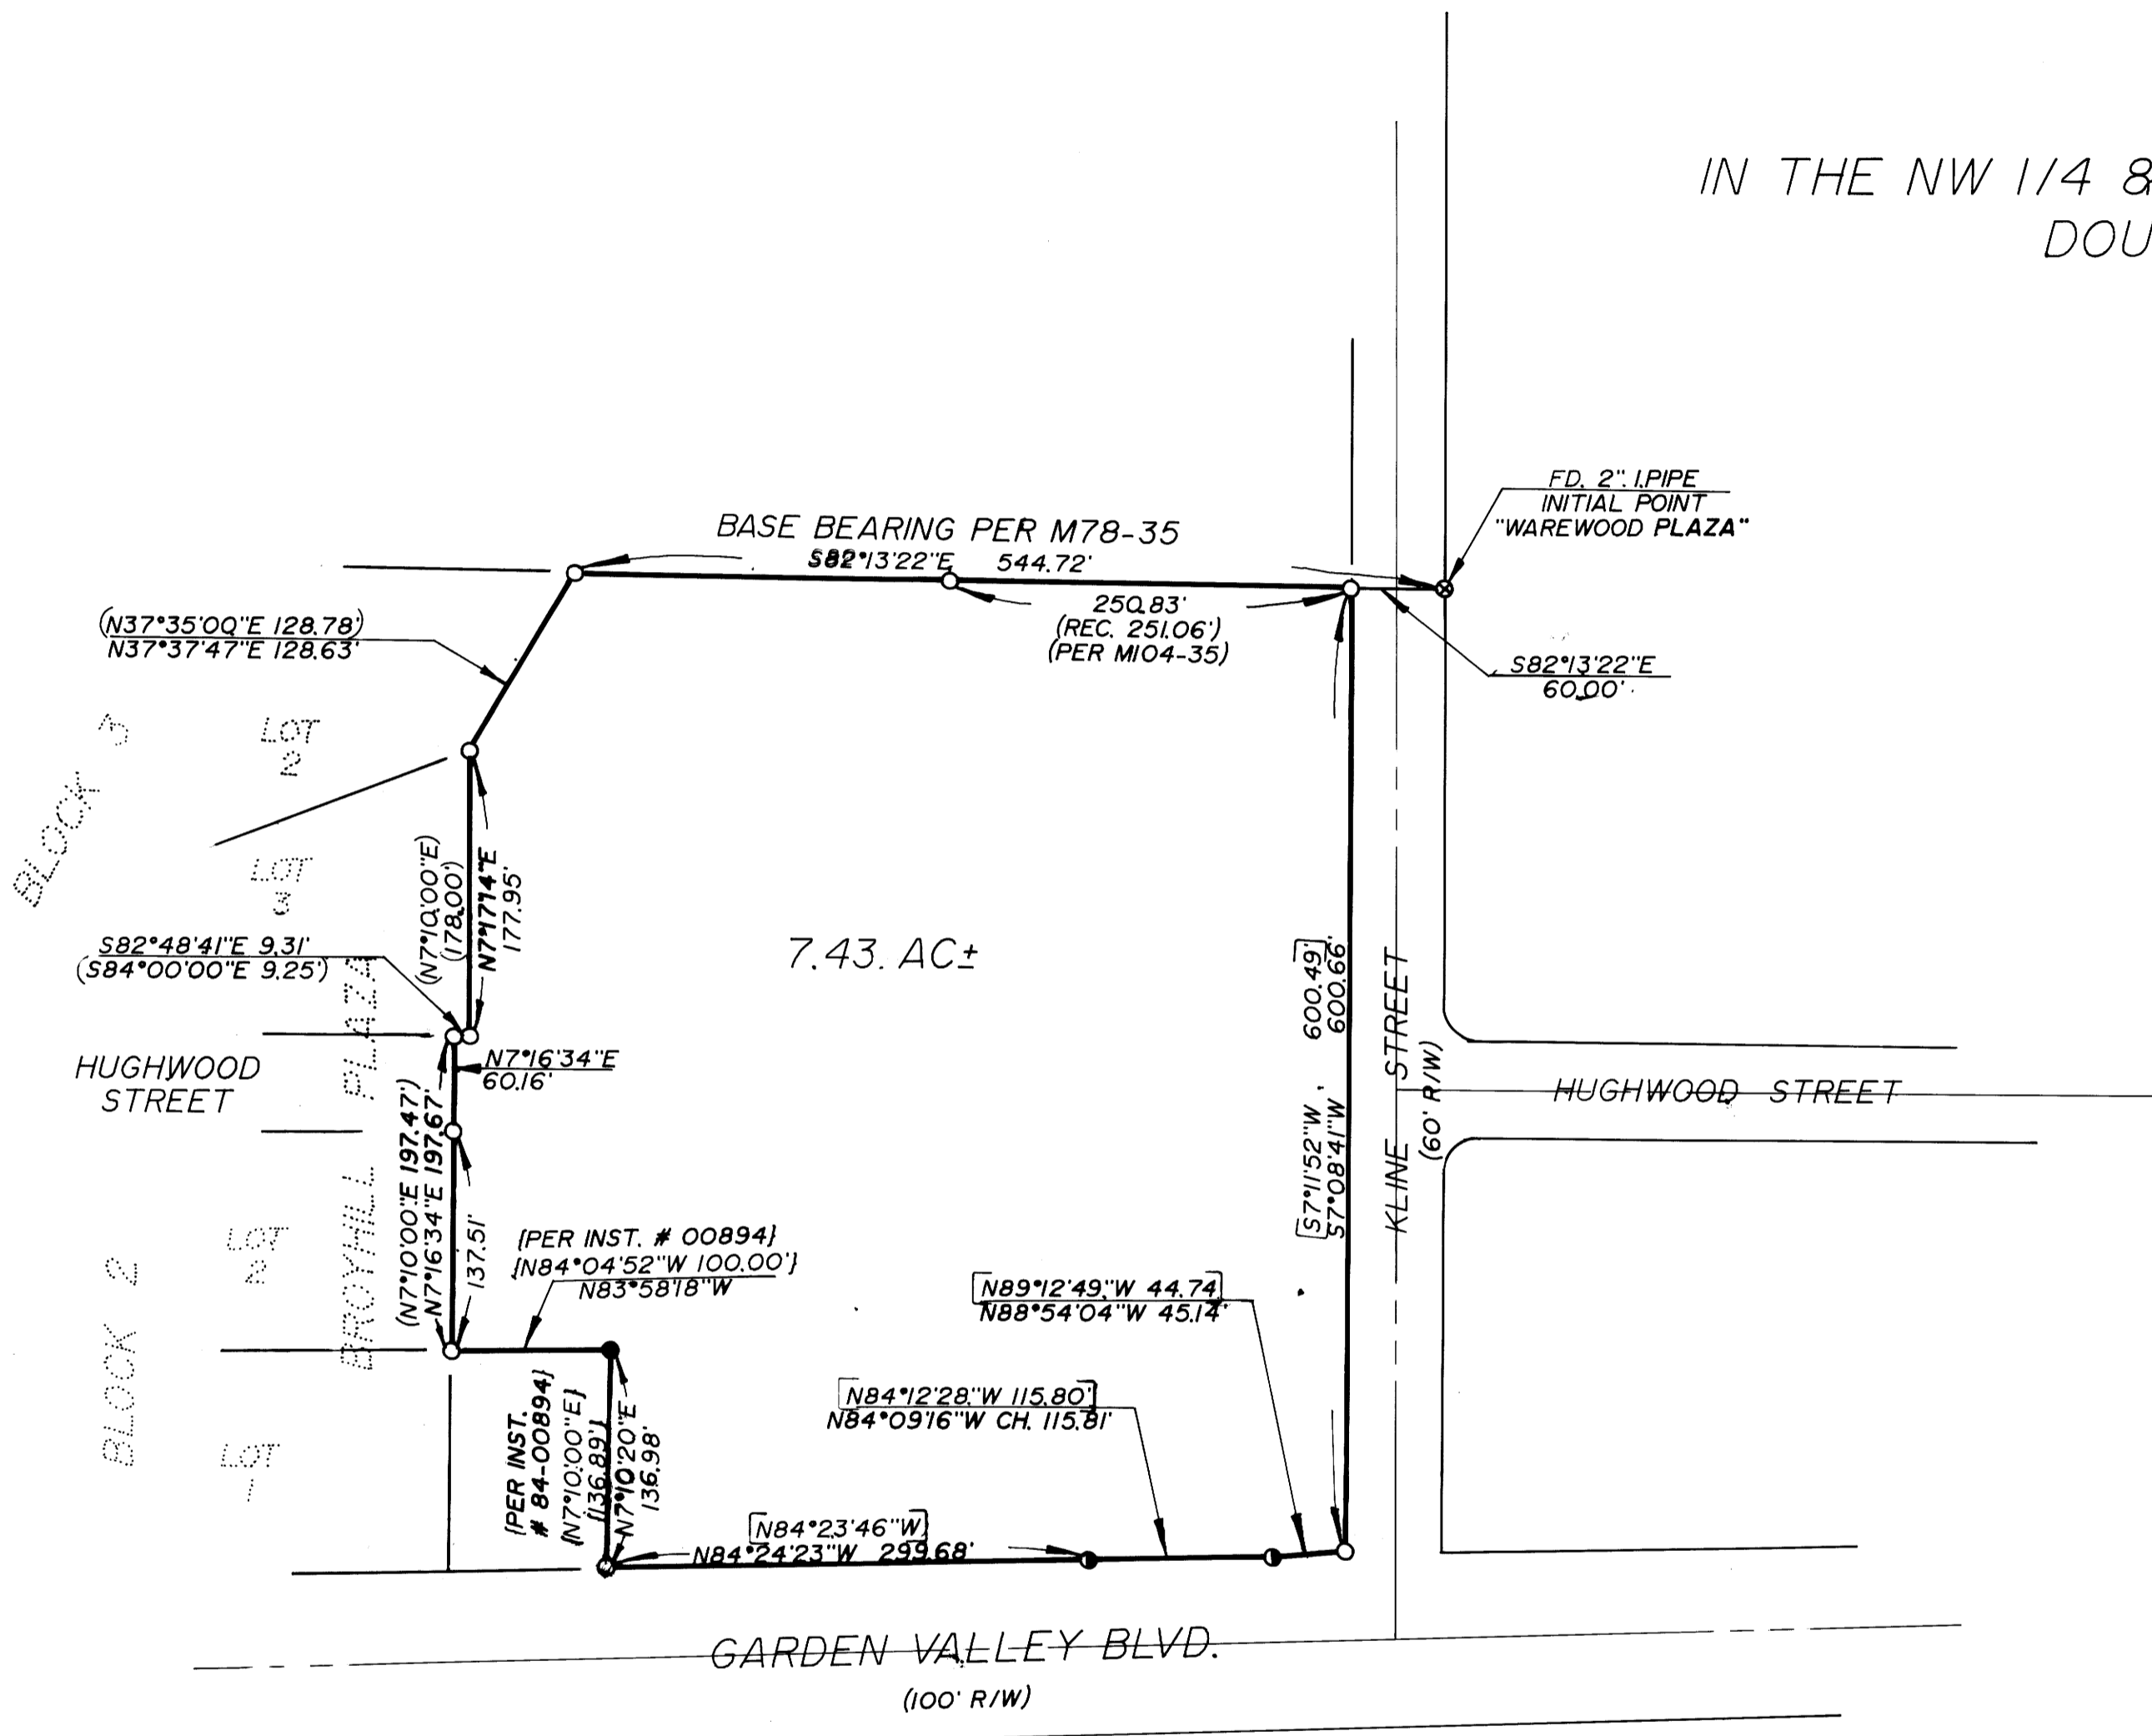 IN THE NW 1/4 &
DOU
FD. 2". I.PIPE
INITIAL POINT
"WAREWOOD PLAZA"
BASE BEARING PER M78-35
S82°13'22"E 544.72'
250.83'
(REC. 251.06')
(PER M104-35)
S82°13'22"E
60.00'
(N37°35'00"E 128.78')
N37°37'47"E 128.63'
BLOCK 3
LOT
2
LOT
3
(N7°10'00"E)
(178.00')
N7°17'14"E
177.95'
S82°48'41"E 9.31'
(S84°00'00"E 9.25')
7.43. AC±
[S7°11'52"W 600.49']
S7°08'41"W 600.66'
KLINE STREET
(60' R/W)
HUGHWOOD STREET
HUGHWOOD
STREET
N7°16'34"E
60.16'
BROYHILL PLAZA
(N7°10'00"E 197.47')
N7°16'34"E 197.67'
137.51'
BLOCK 2
LOT
2
LOT
1
{PER INST. # 00894}
{N84°04'52"W 100.00'}
N83°58'18"W
[N89°12'49"W 44.74]
N88°54'04"W 45.14'
[N84°12'28"W 115.80']
N84°09'16"W CH. 115.81'
{PER INST.
# 84-00894}
{N7°10'00"E}
{136.89'}
N7°10'20"E
136.98'
[N84°23'46"W]
N84°24'23"W 299.68'
GARDEN VALLEY BLVD.
(100' R/W)